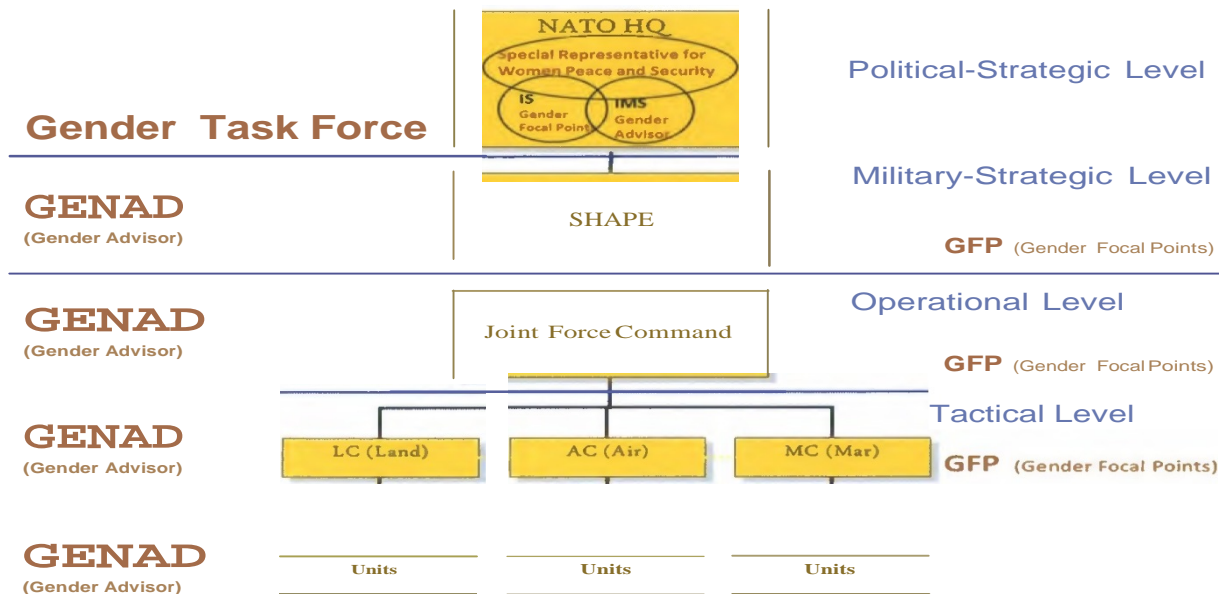 NATO HQ
Special Representative for
Women Peace and Security
IS
Gender
Focal Point
IMS
Gender
Advisor
Political-Strategic Level
Gender Task Force
Military-Strategic Level
GENAD
(Gender Advisor)
SHAPE
GFP (Gender Focal Points)
Operational Level
GENAD
(Gender Advisor)
Joint Force Command
GFP (Gender Focal Points)
Tactical Level
GENAD
(Gender Advisor)
LC (Land)
AC (Air)
MC (Mar)
GFP (Gender Focal Points)
GENAD
(Gender Advisor)
Units
Units
Units